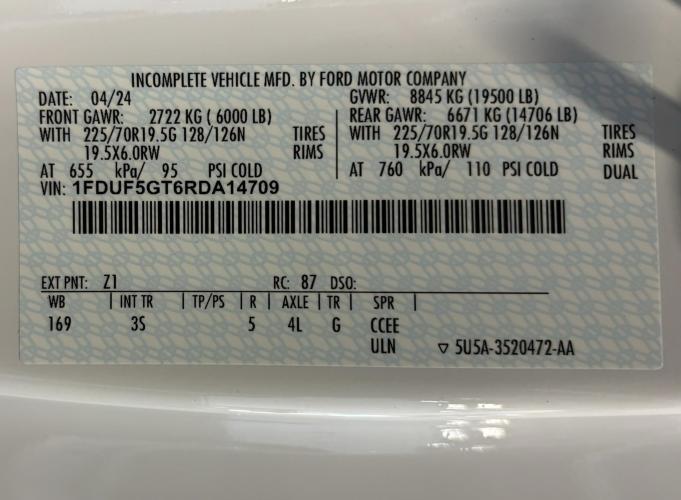 INCOMPLETE VEHICLE MFD. BY FORD MOTOR COMPANY
DATE: 04/24 GVWR: 8845 KG (19500 LB)
FRONT GAWR: 2722 KG ( 6000 LB) REAR GAWR: 6671 KG (14706 LB)
WITH 225/70R19.5G 128/126N TIRES WITH 225/70R19.5G 128/126N TIRES
19.5X6.0RW RIMS 19.5X6.0RW RIMS
AT 655 kPa/ 95 PSI COLD AT 760 kPa/ 110 PSI COLD DUAL
VIN: 1FDUF5GT6RDA14709
EXT PNT: Z1 RC: 87 DSO:
WB | INT TR | TP/PS | R | AXLE | TR | SPR
169 3S 5 4L G CCEE
ULN ▽ 5U5A-3520472-AA